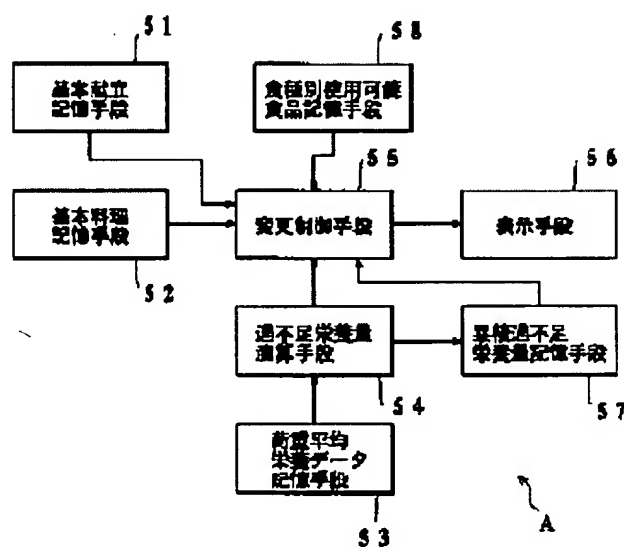 51
58
基本献立
記憶手段
食種別使用可能
食品記憶手段
55
56
基本料理
記憶手段
変更制御手段
表示手段
52
過不足栄養量
演算手段
累積過不足
栄養量記憶手段
54
57
荷重平均
栄養データ
記憶手段
53
A